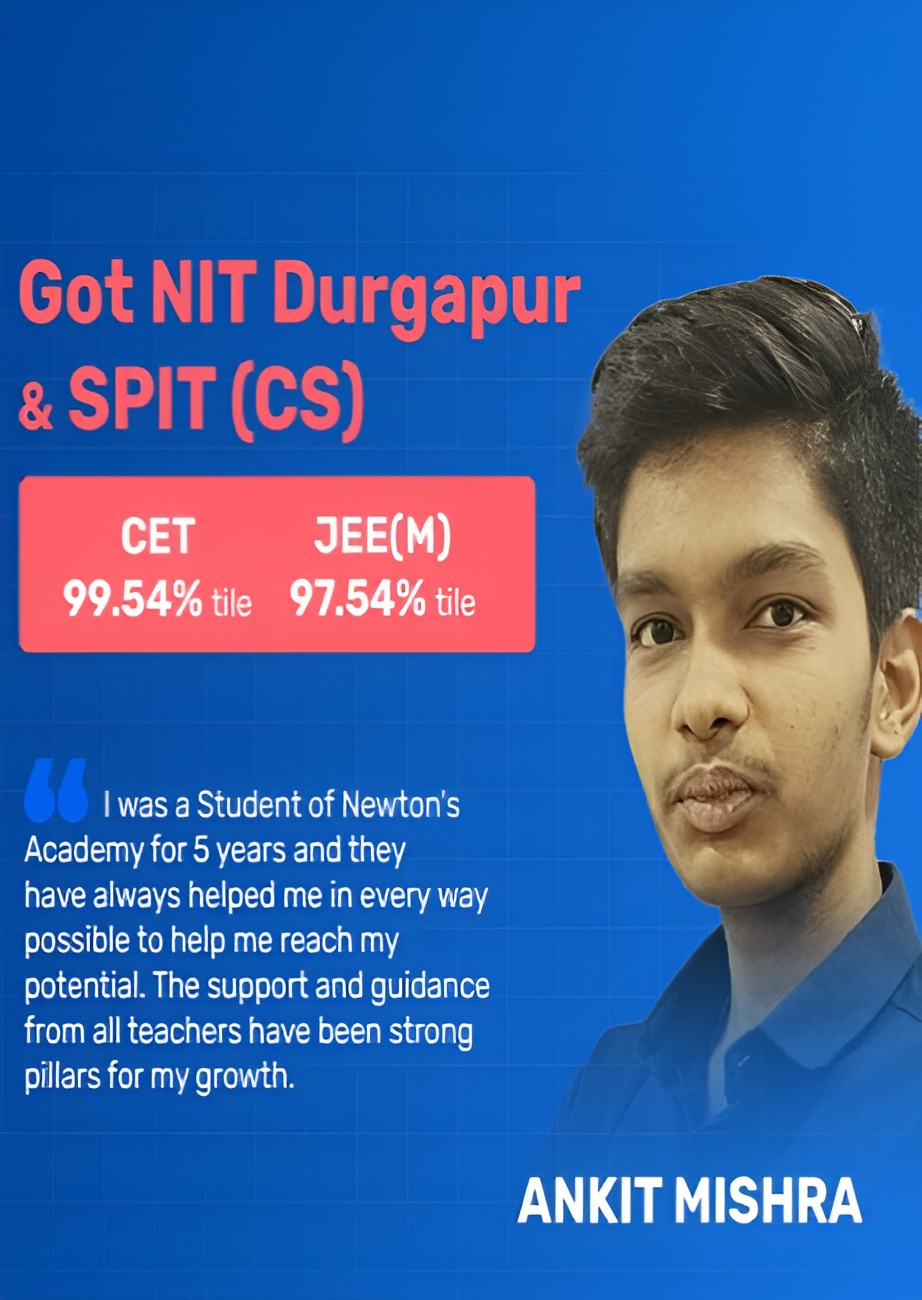 Got NIT Durgapur
& SPIT (CS)
CET JEE(M)
99.54% tile 97.54% tile
“ I was a Student of Newton's
Academy for 5 years and they
have always helped me in every way
possible to help me reach my
potential. The support and guidance
from all teachers have been strong
pillars for my growth.
ANKIT MISHRA